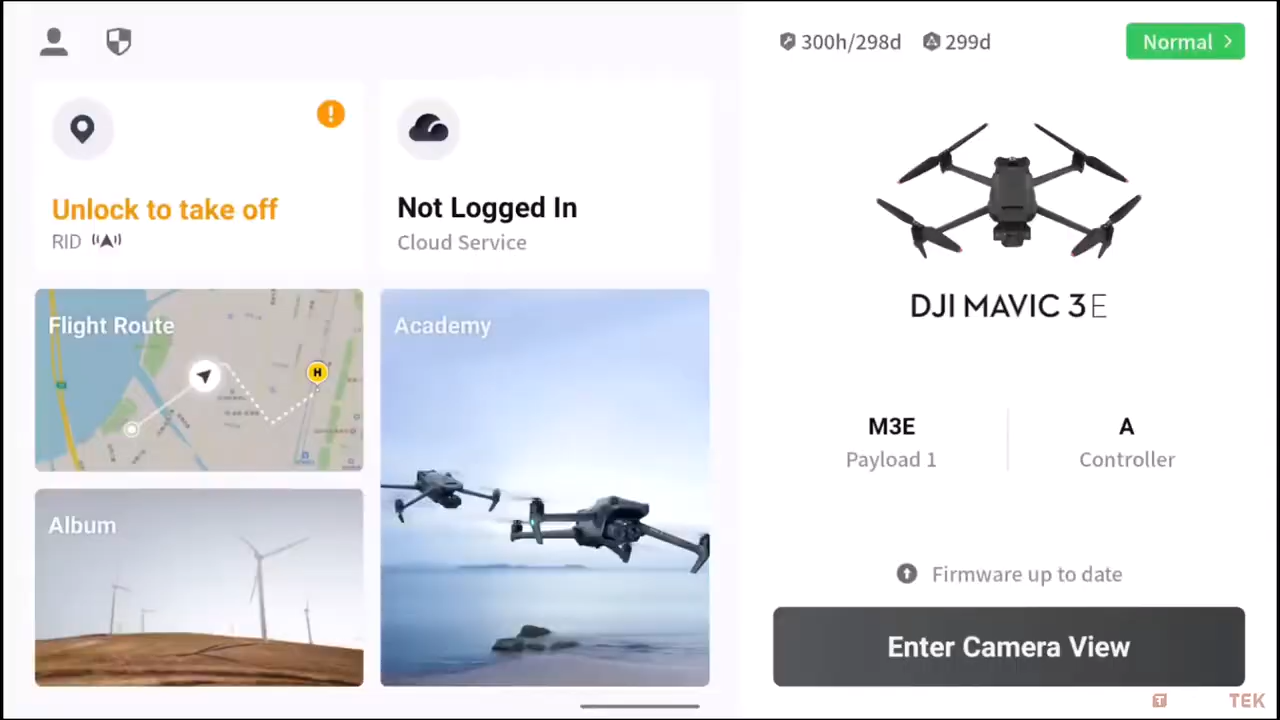 300h/298d
299d
Normal
Unlock to take off
RID
Not Logged In
Cloud Service
DJI MAVIC 3E
Flight Route
H
Academy
Album
M3E
Payload 1
A
Controller
Firmware up to date
Enter Camera View
TEK